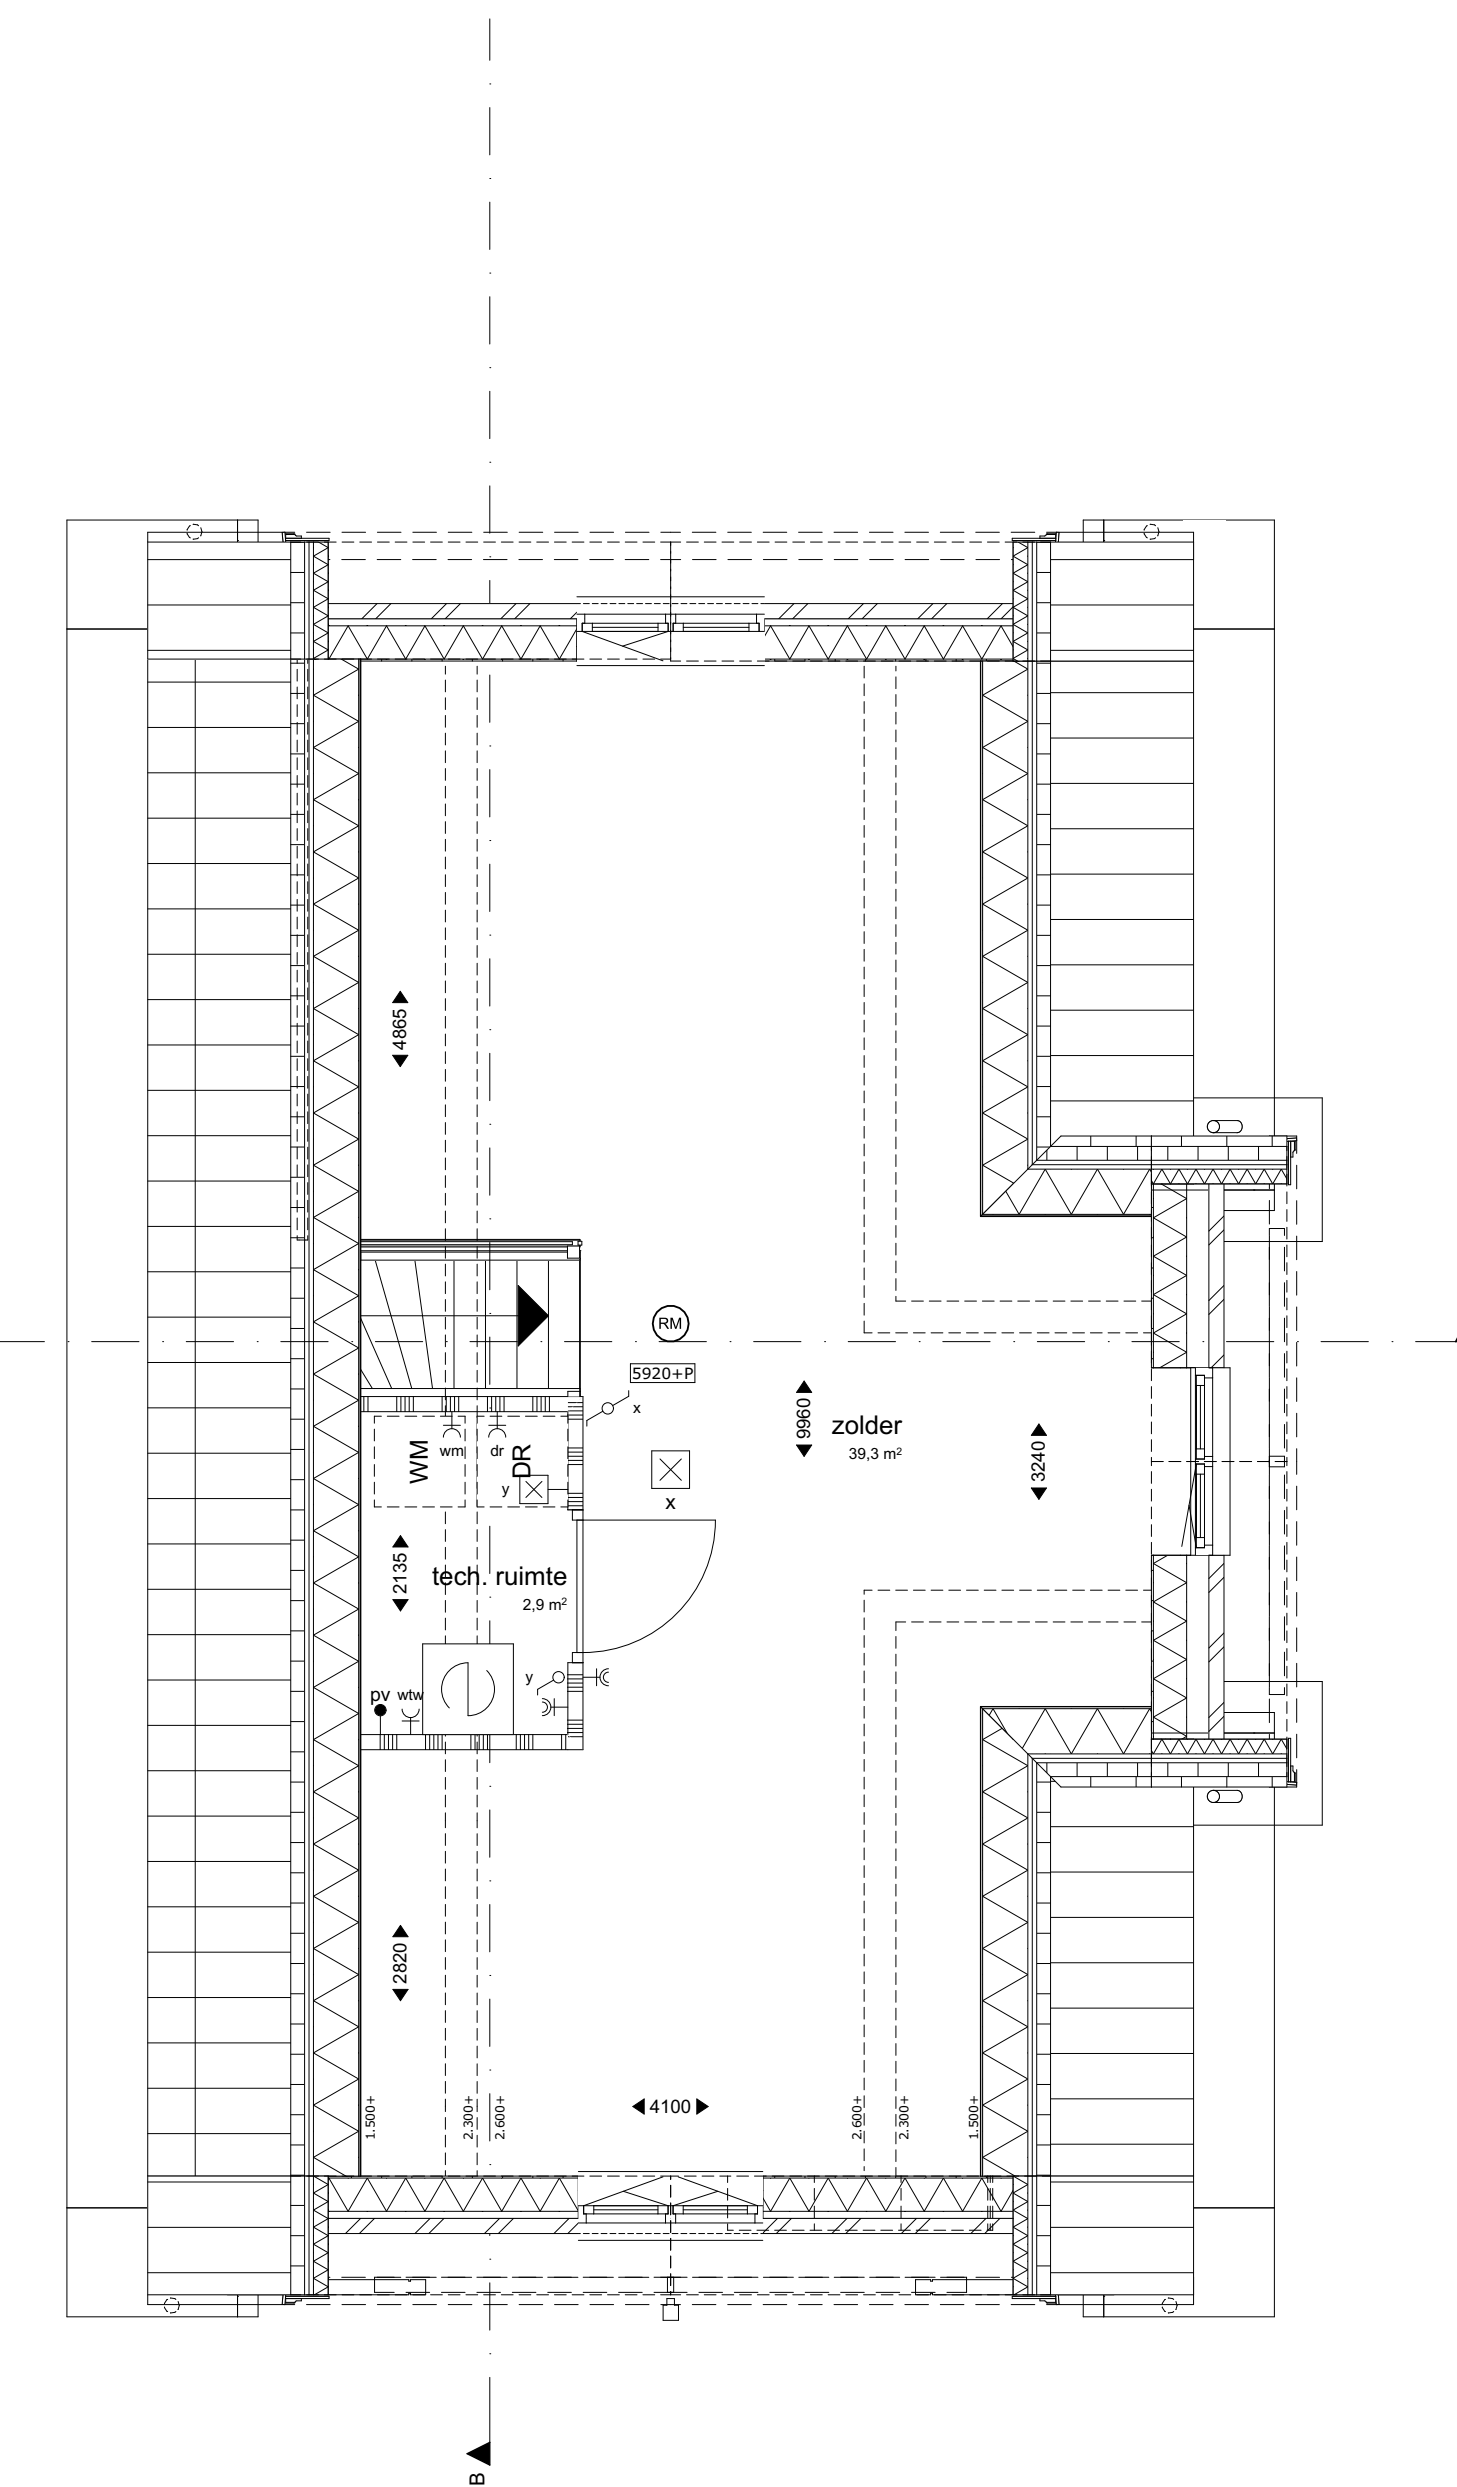 4865
RM
5920+P
x
9960
zolder
39,3 m²
3240
WM
wm
dr
DR
y
x
2135
tech. ruimte
2,9 m²
y
pv
wtw
2820
4100
1.500+
2.300+
2.600+
2.600+
2.300+
1.500+
B